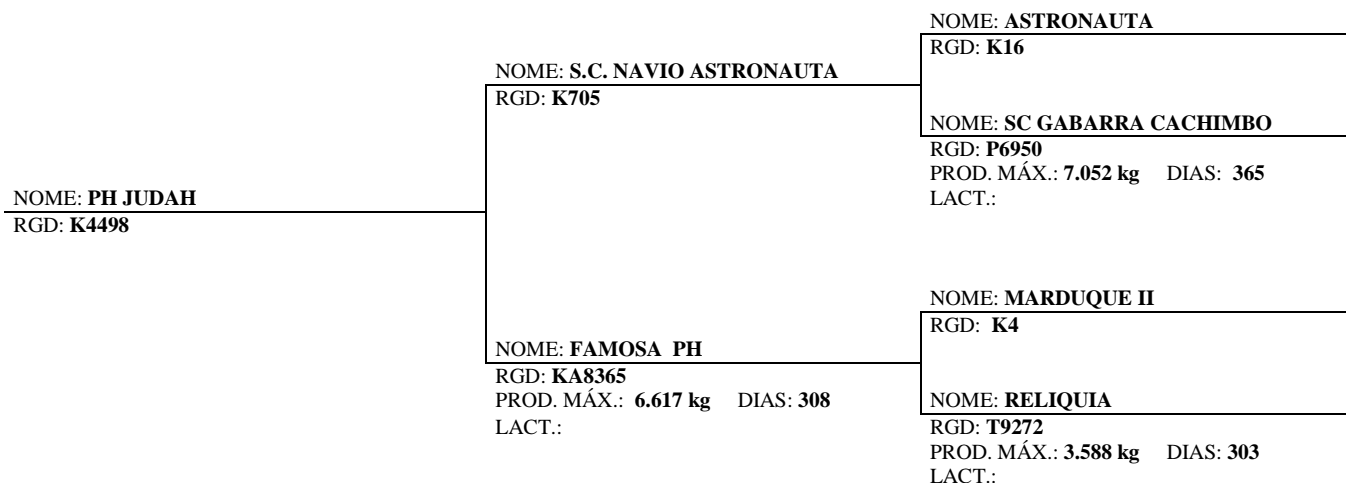 NOME: ASTRONAUTA
RGD: K16
NOME: S.C. NAVIO ASTRONAUTA
RGD: K705
NOME: SC GABARRA CACHIMBO
RGD: P6950
PROD. MÁX.: 7.052 kg DIAS: 365
LACT.:
NOME: PH JUDAH
RGD: K4498
NOME: MARDUQUE II
RGD: K4
NOME: FAMOSA PH
RGD: KA8365
PROD. MÁX.: 6.617 kg DIAS: 308
LACT.:
NOME: RELIQUIA
RGD: T9272
PROD. MÁX.: 3.588 kg DIAS: 303
LACT.: